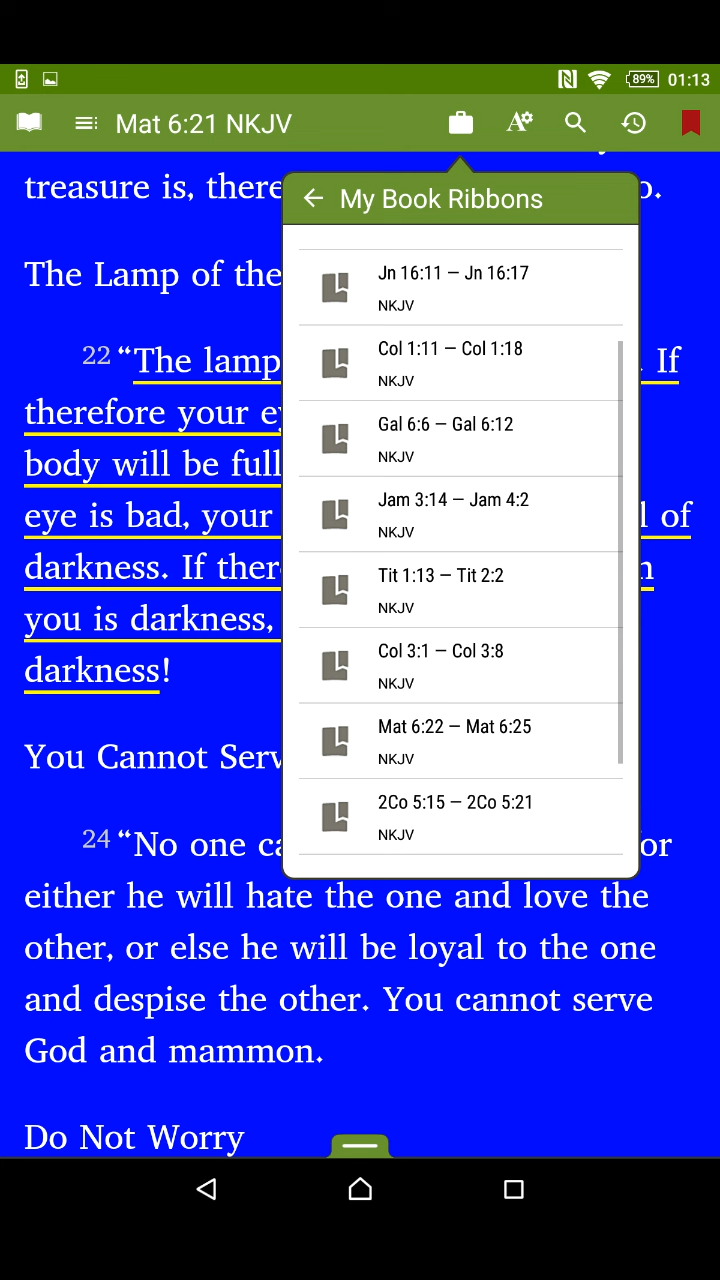 89% 01:13
Mat 6:21 NKJV
treasure is, there o.
My Book Ribbons
The Lamp of the
Jn 16:11 – Jn 16:17
NKJV
22 “The lamp . If
Col 1:11 – Col 1:18
NKJV
therefore your ey
Gal 6:6 – Gal 6:12
NKJV
body will be full
Jam 3:14 – Jam 4:2
NKJV
eye is bad, your l of
darkness. If ther n
Tit 1:13 – Tit 2:2
NKJV
you is darkness,
Col 3:1 – Col 3:8
NKJV
darkness!
Mat 6:22 – Mat 6:25
NKJV
You Cannot Serv
2Co 5:15 – 2Co 5:21
NKJV
24 “No one ca or
either he will hate the one and love the
other, or else he will be loyal to the one
and despise the other. You cannot serve
God and mammon.
Do Not Worry